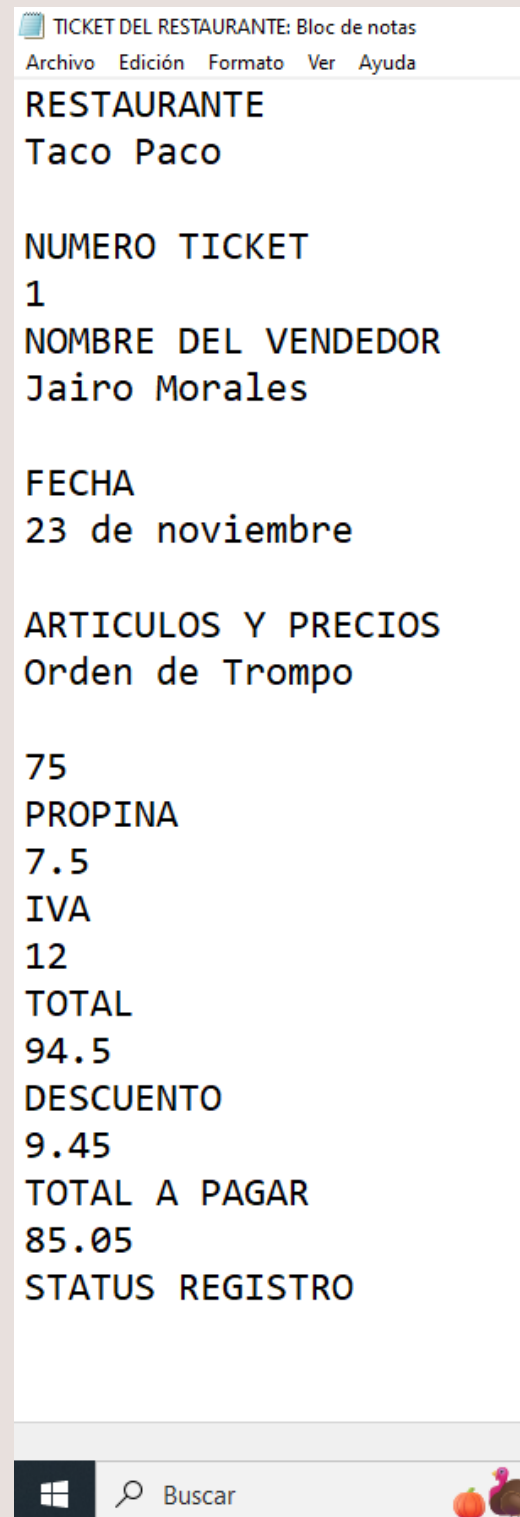 TICKET DEL RESTAURANTE: Bloc de notas
Archivo Edición Formato Ver Ayuda
RESTAURANTE
Taco Paco
NUMERO TICKET
1
NOMBRE DEL VENDEDOR
Jairo Morales
FECHA
23 de noviembre
ARTICULOS Y PRECIOS
Orden de Trompo
75
PROPINA
7.5
IVA
12
TOTAL
94.5
DESCUENTO
9.45
TOTAL A PAGAR
85.05
STATUS REGISTRO
Buscar